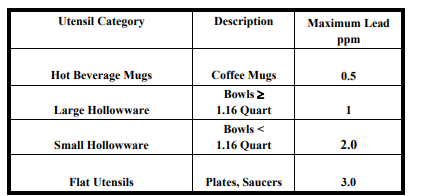 Utensil Category Description Maximum Lead
ppm
Hot Beverage Mugs Coffee Mugs 0.5
Bowls ≥
Large Hollowware 1.16 Quart 1
Bowls <
Small Hollowware 1.16 Quart 2.0
Flat Utensils Plates, Saucers 3.0